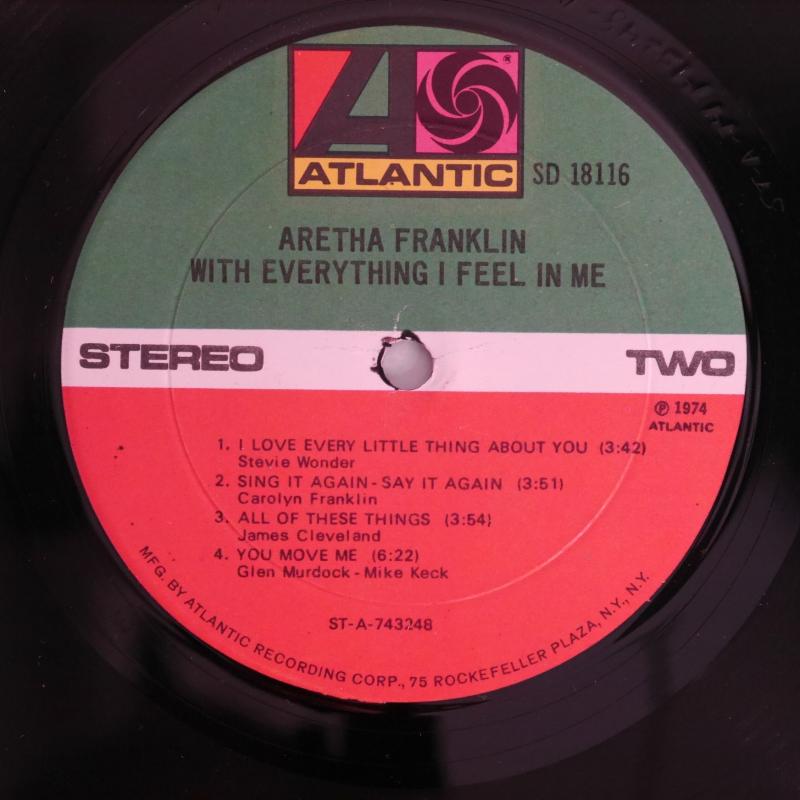 ATLANTIC
®
SD 18116
ARETHA FRANKLIN
WITH EVERYTHING I FEEL IN ME
STEREO
TWO
℗ 1974
ATLANTIC
1. I LOVE EVERY LITTLE THING ABOUT YOU (3:42)
Stevie Wonder
2. SING IT AGAIN - SAY IT AGAIN (3:51)
Carolyn Franklin
3. ALL OF THESE THINGS (3:54)
James Cleveland
4. YOU MOVE ME (6:22)
Glen Murdock - Mike Keck
ST-A-743248
MFG. BY ATLANTIC RECORDING CORP., 75 ROCKEFELLER PLAZA, N.Y., N.Y.